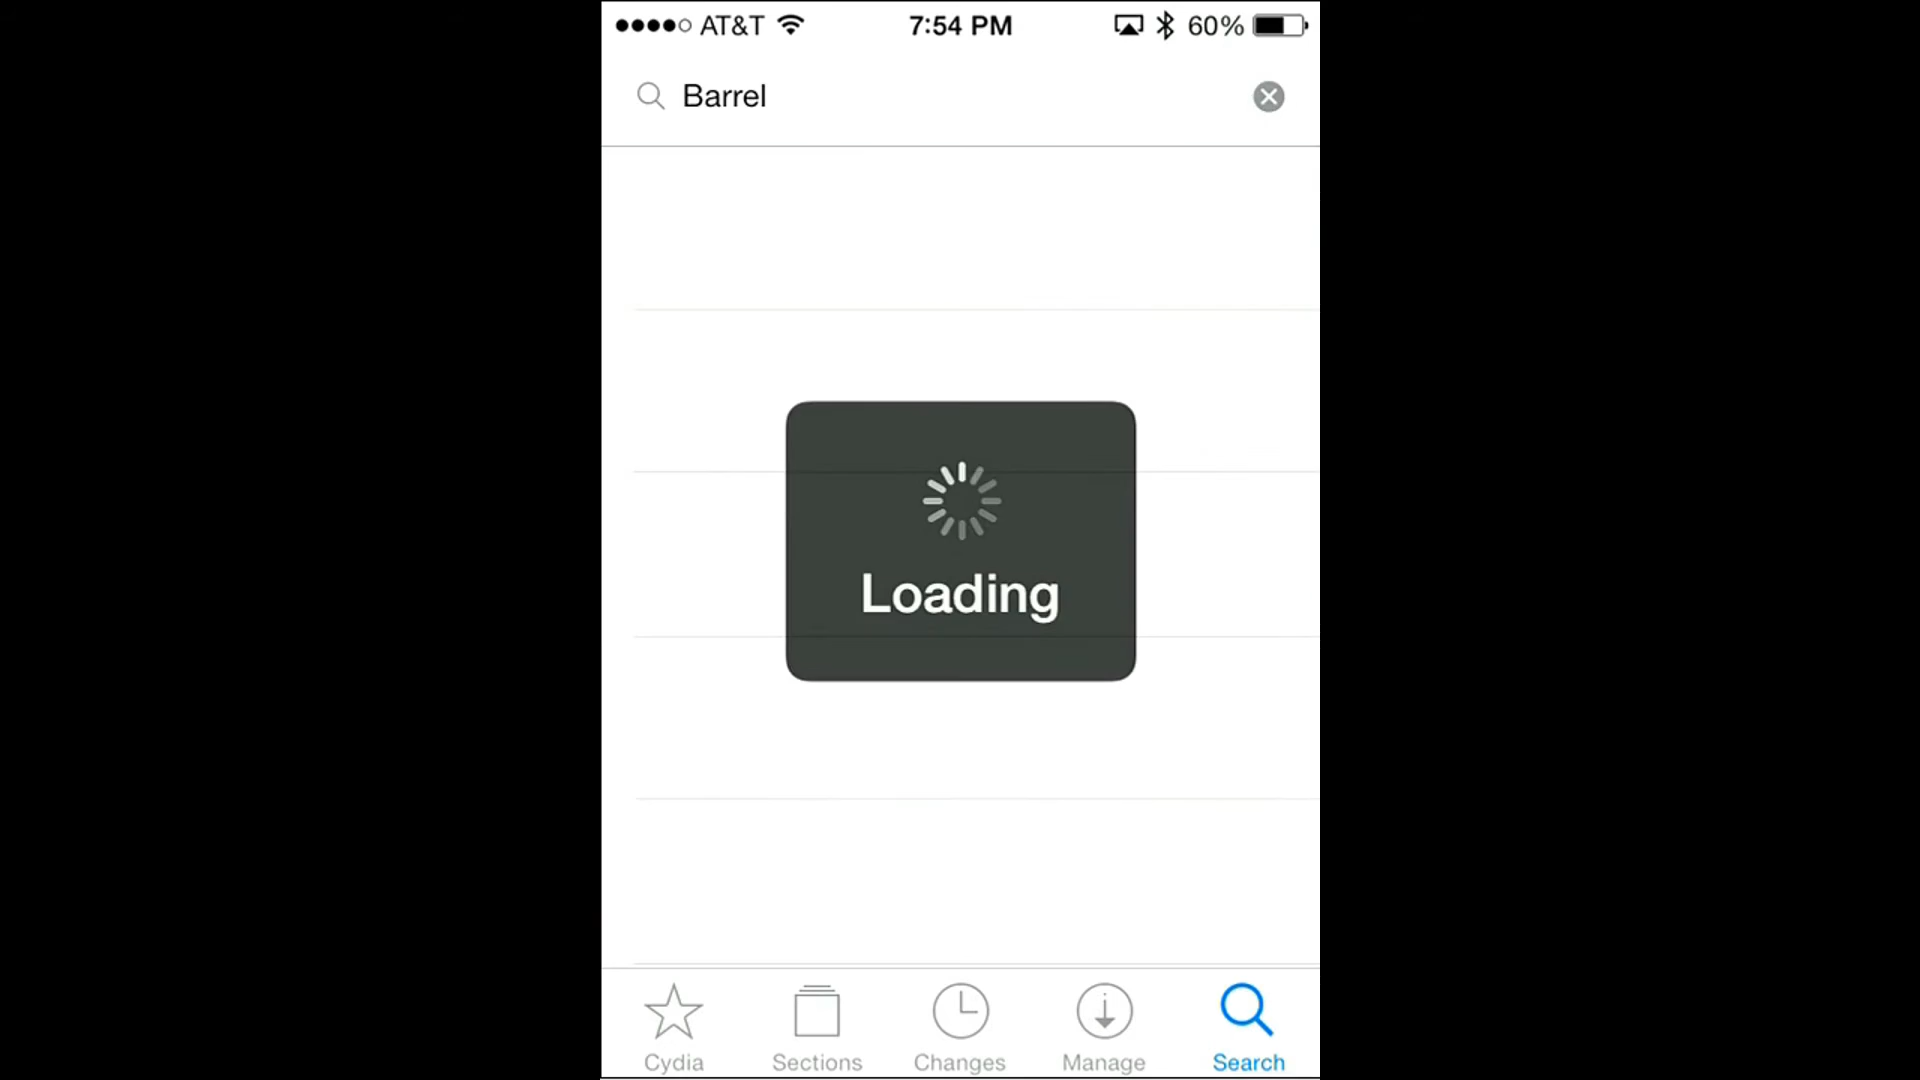 AT&T 7:54 PM 60%
Barrel
Loading
Cydia Sections Changes Manage Search